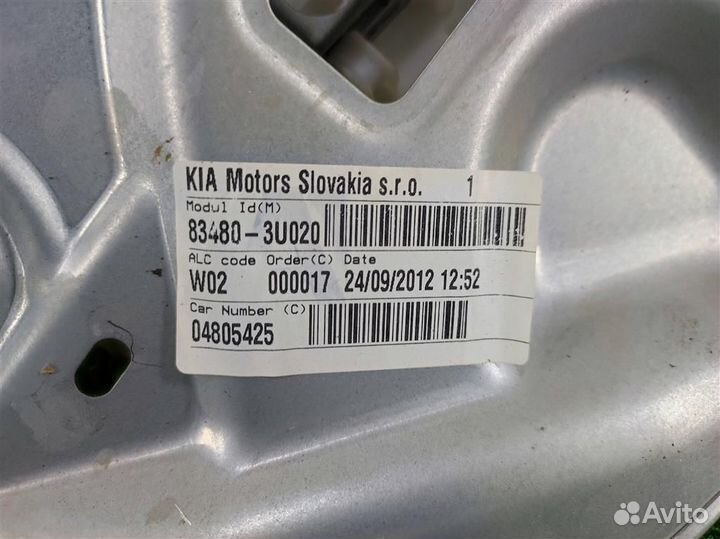 KIA Motors Slovakia s.r.o. 1
Modul Id(M)
83480-3U020
ALC code Order(C) Date
W02 000017 24/09/2012 12:52
Car Number (C)
04805425
Avito